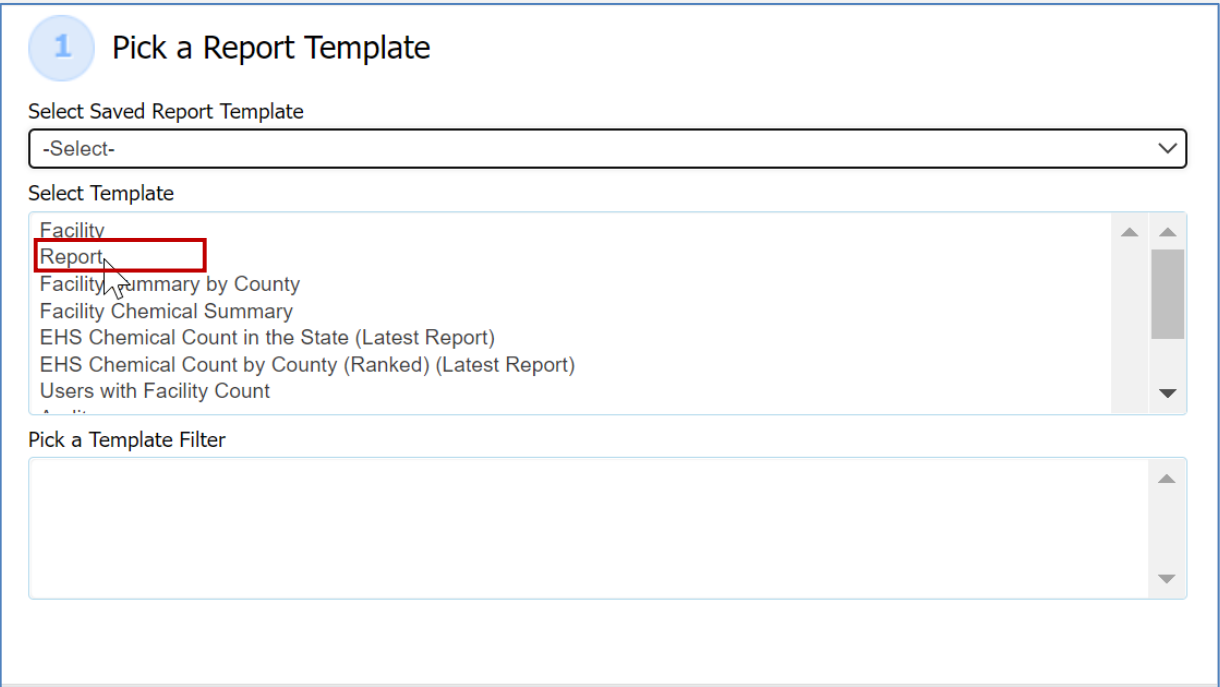 1
Pick a Report Template
Select Saved Report Template
-Select-
Select Template
Facility
Report
Facility Summary by County
Facility Chemical Summary
EHS Chemical Count in the State (Latest Report)
EHS Chemical Count by County (Ranked) (Latest Report)
Users with Facility Count
Pick a Template Filter